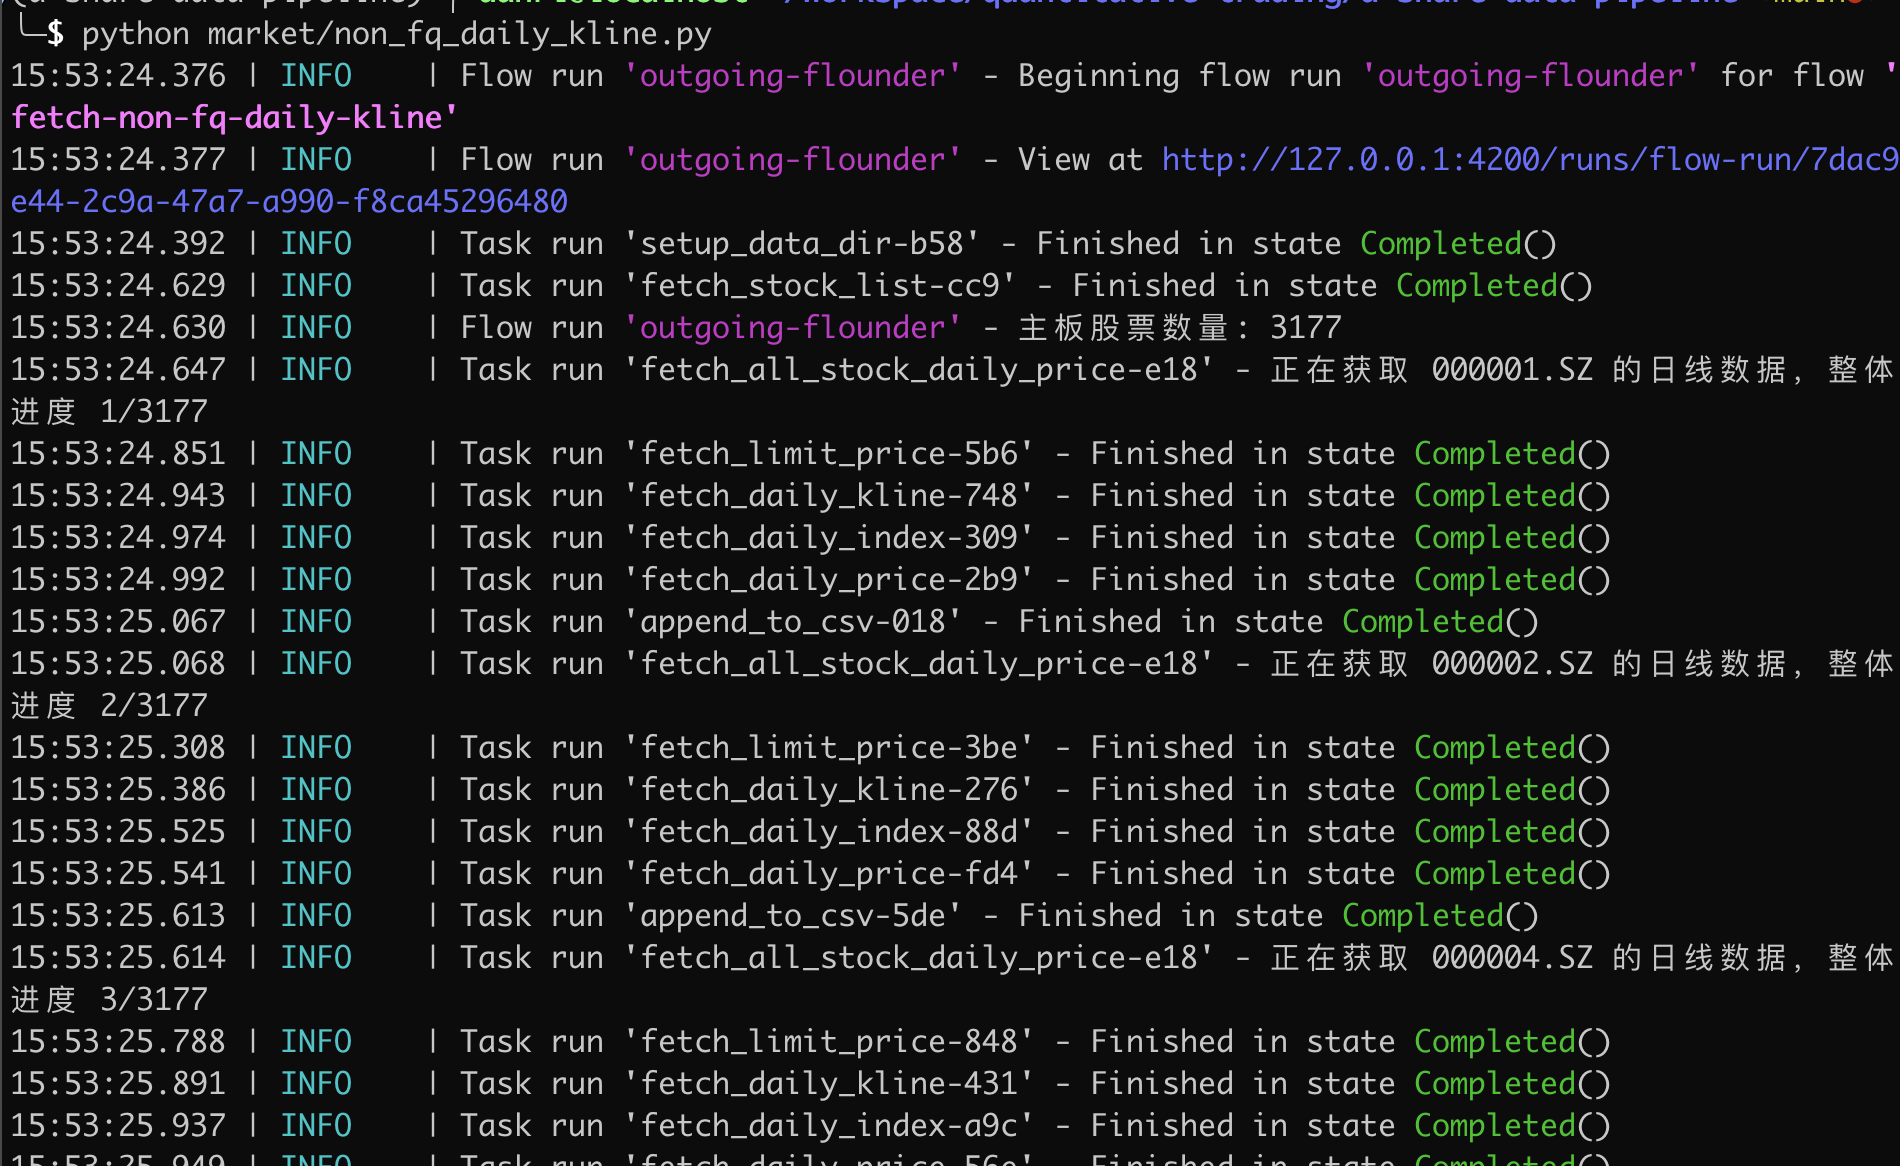 ╰─$ python market/non_fq_daily_kline.py
15:53:24.376 | INFO    | Flow run 'outgoing-flounder' - Beginning flow run 'outgoing-flounder' for flow '
fetch-non-fq-daily-kline'
15:53:24.377 | INFO    | Flow run 'outgoing-flounder' - View at http://127.0.0.1:4200/runs/flow-run/7dac9
e44-2c9a-47a7-a990-f8ca45296480
15:53:24.392 | INFO    | Task run 'setup_data_dir-b58' - Finished in state Completed()
15:53:24.629 | INFO    | Task run 'fetch_stock_list-cc9' - Finished in state Completed()
15:53:24.630 | INFO    | Flow run 'outgoing-flounder' - 主板股票数量: 3177
15:53:24.647 | INFO    | Task run 'fetch_all_stock_daily_price-e18' - 正在获取 000001.SZ 的日线数据, 整体
进度 1/3177
15:53:24.851 | INFO    | Task run 'fetch_limit_price-5b6' - Finished in state Completed()
15:53:24.943 | INFO    | Task run 'fetch_daily_kline-748' - Finished in state Completed()
15:53:24.974 | INFO    | Task run 'fetch_daily_index-309' - Finished in state Completed()
15:53:24.992 | INFO    | Task run 'fetch_daily_price-2b9' - Finished in state Completed()
15:53:25.067 | INFO    | Task run 'append_to_csv-018' - Finished in state Completed()
15:53:25.068 | INFO    | Task run 'fetch_all_stock_daily_price-e18' - 正在获取 000002.SZ 的日线数据, 整体
进度 2/3177
15:53:25.308 | INFO    | Task run 'fetch_limit_price-3be' - Finished in state Completed()
15:53:25.386 | INFO    | Task run 'fetch_daily_kline-276' - Finished in state Completed()
15:53:25.525 | INFO    | Task run 'fetch_daily_index-88d' - Finished in state Completed()
15:53:25.541 | INFO    | Task run 'fetch_daily_price-fd4' - Finished in state Completed()
15:53:25.613 | INFO    | Task run 'append_to_csv-5de' - Finished in state Completed()
15:53:25.614 | INFO    | Task run 'fetch_all_stock_daily_price-e18' - 正在获取 000004.SZ 的日线数据, 整体
进度 3/3177
15:53:25.788 | INFO    | Task run 'fetch_limit_price-848' - Finished in state Completed()
15:53:25.891 | INFO    | Task run 'fetch_daily_kline-431' - Finished in state Completed()
15:53:25.937 | INFO    | Task run 'fetch_daily_index-a9c' - Finished in state Completed()